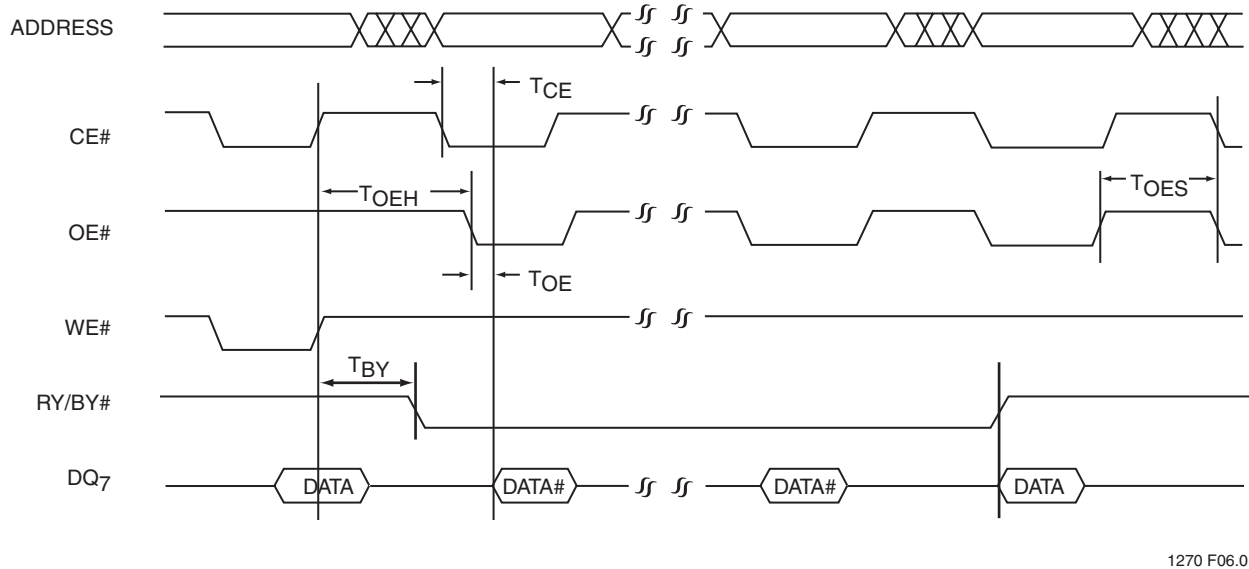 ADDRESS
TCE
CE#
TOEH
TOES
OE#
TOE
WE#
TBY
RY/BY#
DQ7
DATA
DATA#
DATA#
DATA
1270 F06.0